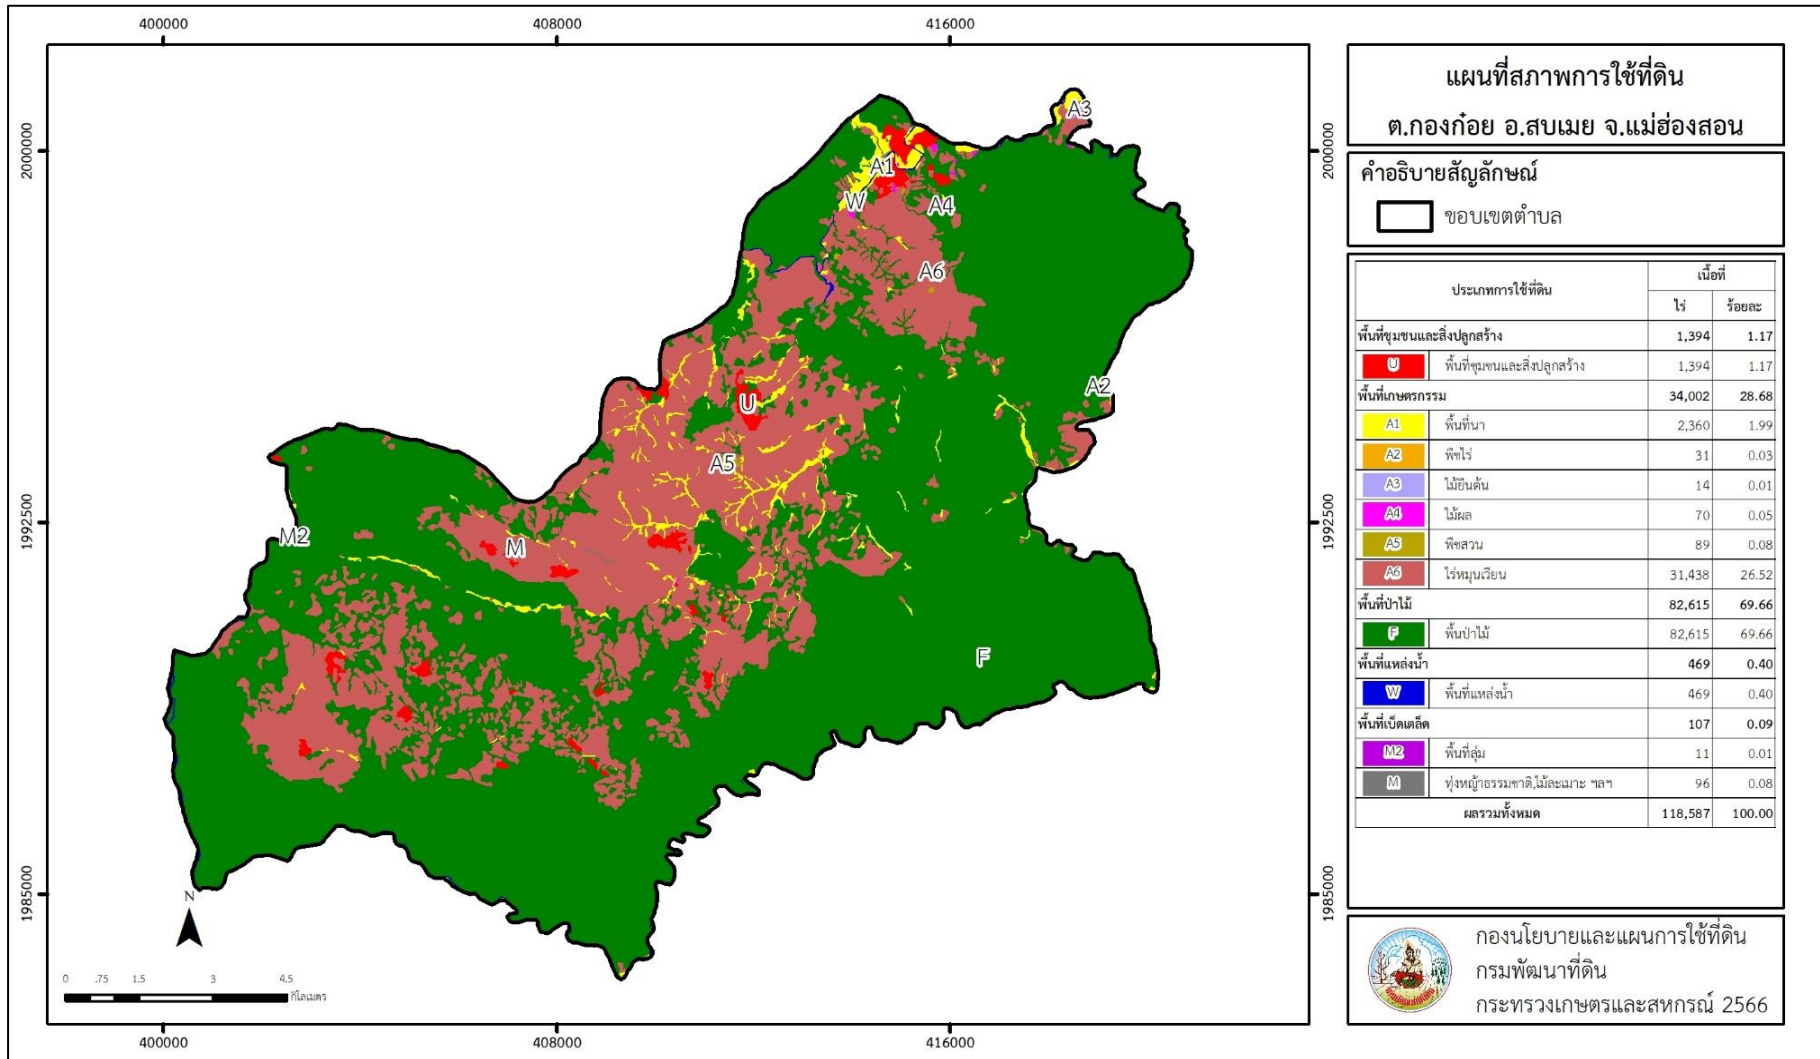 400000
408000
416000
2000000
1992500
1985000
2000000
1992500
1985000
400000
408000
416000
A3
A1
W
A4
A6
A2
U
A5
M2
M
F
N
0 .75 1.5 3 4.5
กิโลเมตร
แผนที่สภาพการใช้ที่ดิน
ต.กองก๋อย อ.สบเมย จ.แม่ฮ่องสอน
คำอธิบายสัญลักษณ์
ขอบเขตตำบล
ประเภทการใช้ที่ดิน เนื้อที่
ไร่ ร้อยละ
พื้นที่ชุมชนและสิ่งปลูกสร้าง 1,394 1.17
U พื้นที่ชุมชนและสิ่งปลูกสร้าง 1,394 1.17
พื้นที่เกษตรกรรม 34,002 28.68
A1 พื้นที่นา 2,360 1.99
A2 พืชไร่ 31 0.03
A3 ไม้ยืนต้น 14 0.01
A4 ไม้ผล 70 0.05
A5 พืชสวน 89 0.08
A6 ไร่หมุนเวียน 31,438 26.52
พื้นที่ป่าไม้ 82,615 69.66
F พื้นป่าไม้ 82,615 69.66
พื้นที่แหล่งน้ำ 469 0.40
W พื้นที่แหล่งน้ำ 469 0.40
พื้นที่เบ็ดเตล็ด 107 0.09
M2 พื้นที่ลุ่ม 11 0.01
M ทุ่งหญ้าธรรมชาติ,ไม้ละเมาะ ฯลฯ 96 0.08
ผลรวมทั้งหมด 118,587 100.00
กองนโยบายและแผนการใช้ที่ดิน
กรมพัฒนาที่ดิน
กระทรวงเกษตรและสหกรณ์ 2566